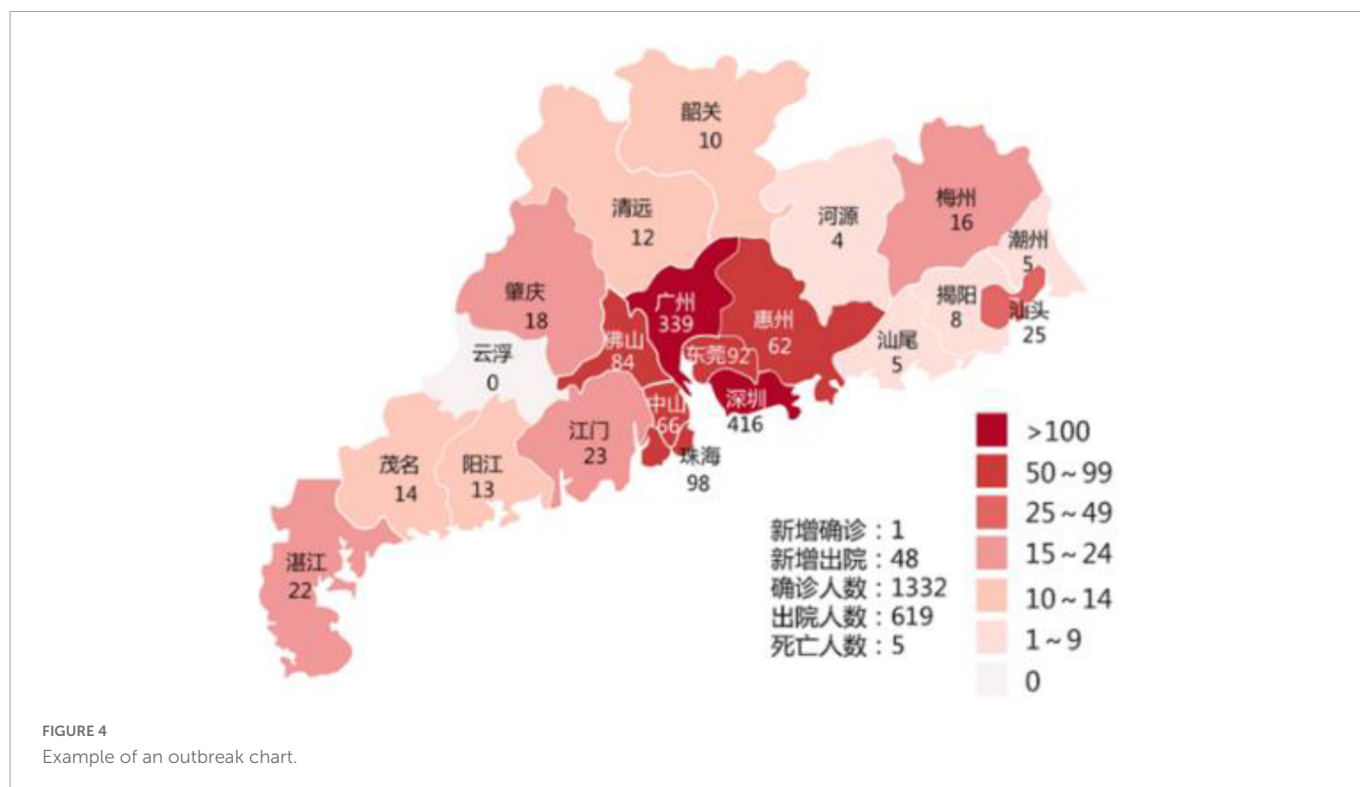 韶关
10
清远
12
河源
4
梅州
16
潮州
5
肇庆
18
广州
339
惠州
62
揭阳
8
汕头
25
云浮
0
佛山
84
东莞92
汕尾
5
中山
66
深圳
416
江门
23
珠海
98
茂名
14
阳江
13
湛江
22
新增确诊：1
新增出院：48
确诊人数：1332
出院人数：619
死亡人数：5
>100
50~99
25~49
15~24
10~14
1~9
0
FIGURE 4
Example of an outbreak chart.